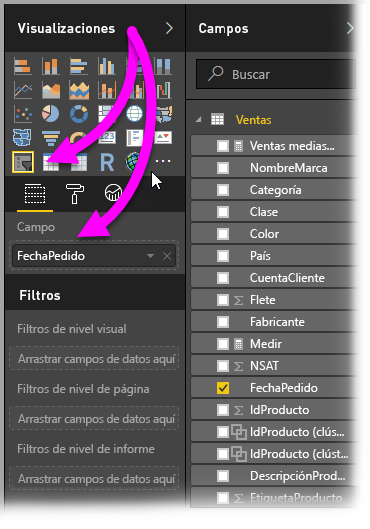 Visualizaciones
123
R
Campo
FechaPedido
Filtros
Filtros de nivel visual
Arrastrar campos de datos aquí
Filtros de nivel de página
Arrastrar campos de datos aquí
Filtros de nivel de informe
Arrastrar campos de datos aquí
Campos
Buscar
Ventas
Ventas medias...
NombreMarca
Categoría
Clase
Color
País
CuentaCliente
Flete
Fabricante
Medir
NSAT
FechaPedido
IdProducto
IdProducto (clús...
IdProducto (clúst...
DescripciónProd...
EtiquetaProducto